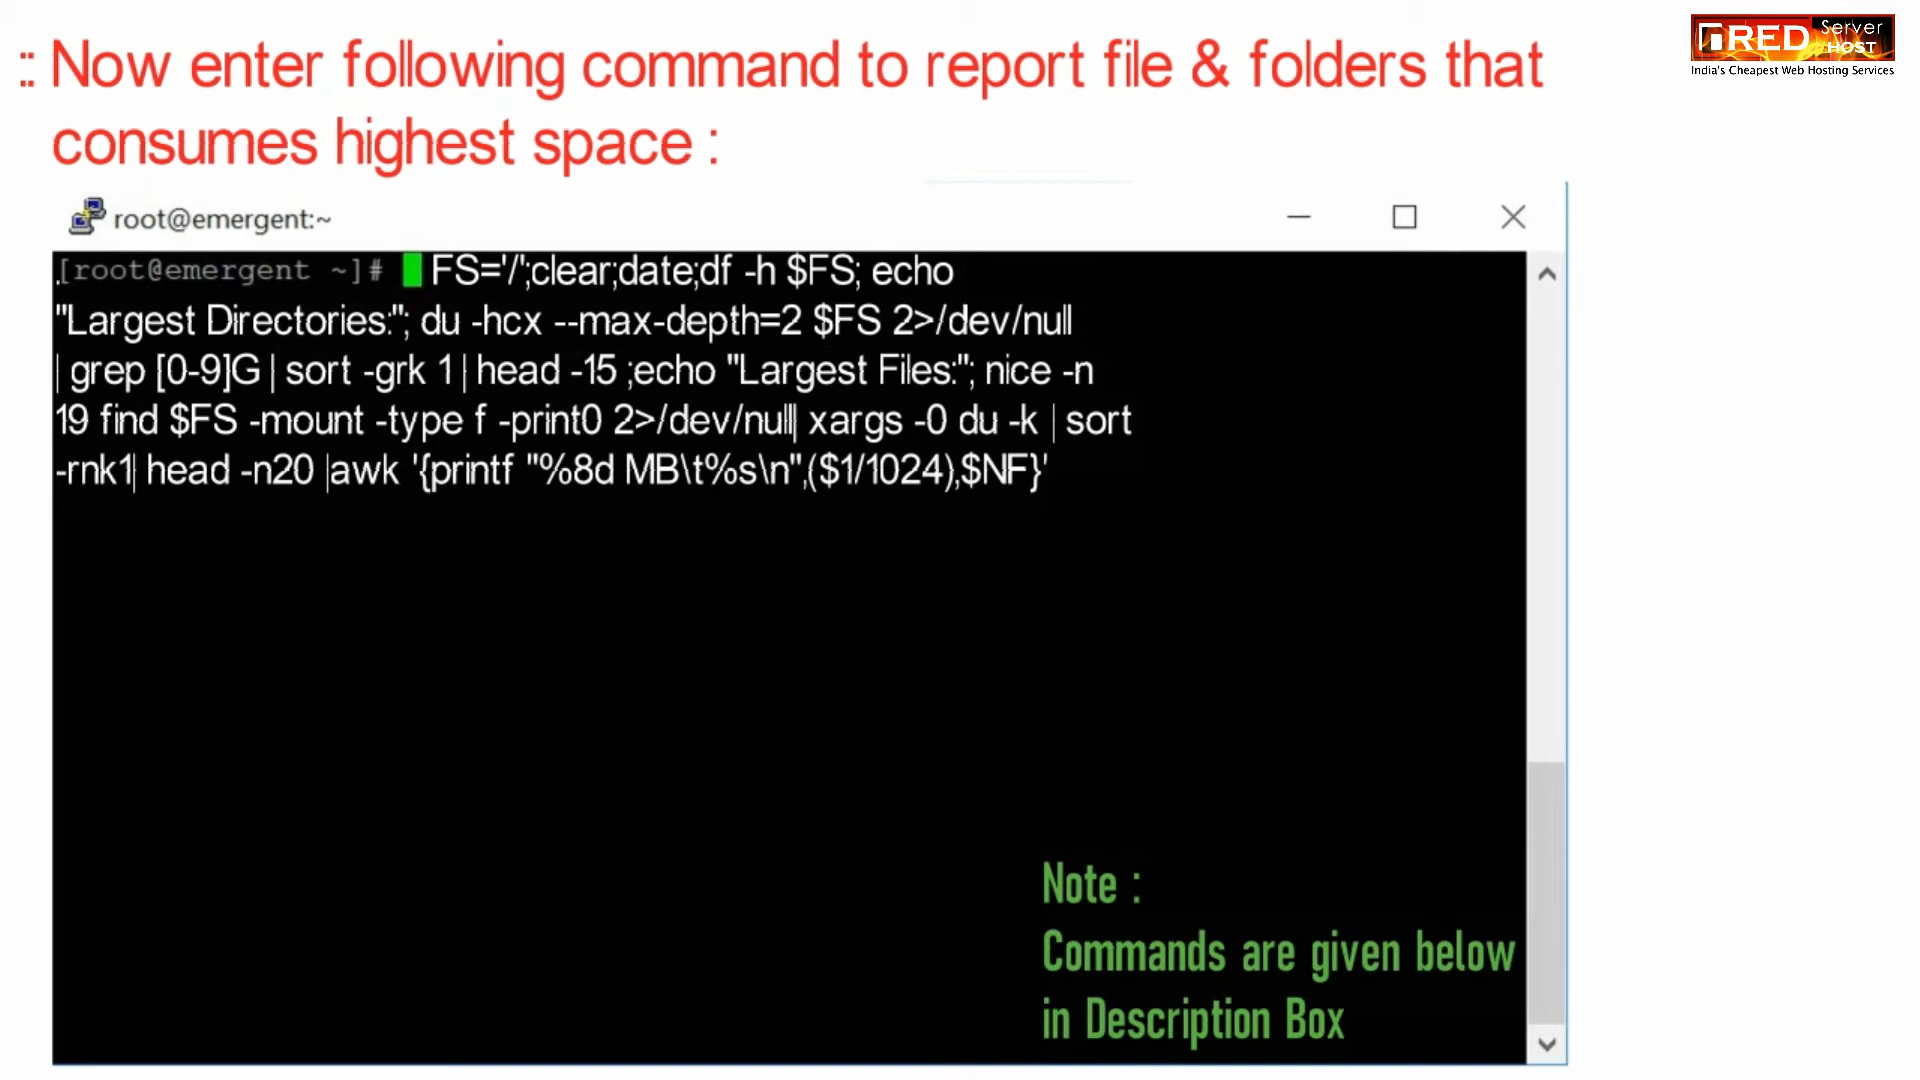 :: Now enter following command to report file & folders that
consumes highest space :
RED Server HOST
India's Cheapest Web Hosting Services
root@emergent:~
[root@emergent ~]# FS='/';clear;date;df -h $FS; echo
"Largest Directories:"; du -hcx --max-depth=2 $FS 2>/dev/null
| grep [0-9]G | sort -grk 1| head -15 ;echo "Largest Files:"; nice -n
19 find $FS -mount -type f -print0 2>/dev/null| xargs -0 du -k | sort
-rnk1| head -n20 |awk '{printf "%8d MB\t%s\n",($1/1024),$NF}'
Note :
Commands are given below
in Description Box